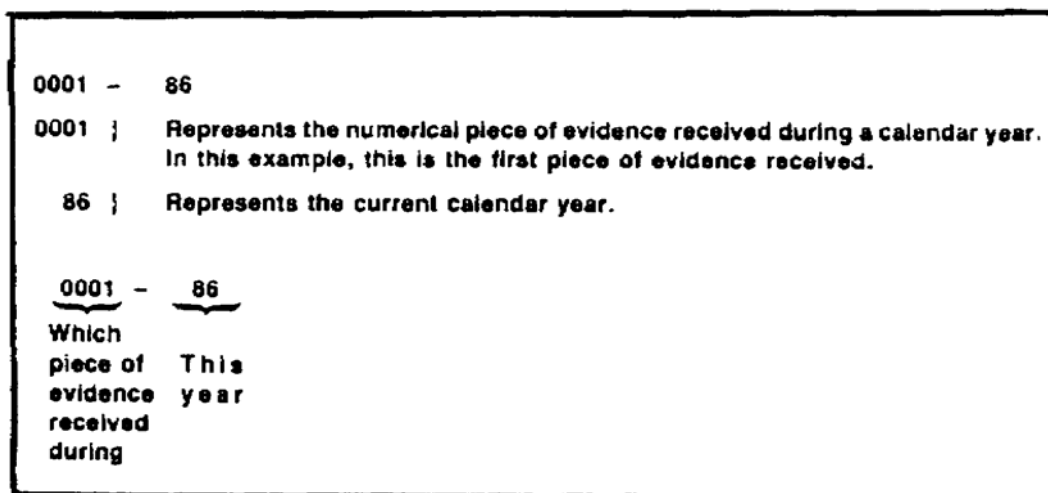 0001 - 86
0001 } Represents the numerical piece of evidence received during a calendar year.
In this example, this is the first piece of evidence received.
86 } Represents the current calendar year.
0001 - 86
Which
piece of This
evidence year
received
during